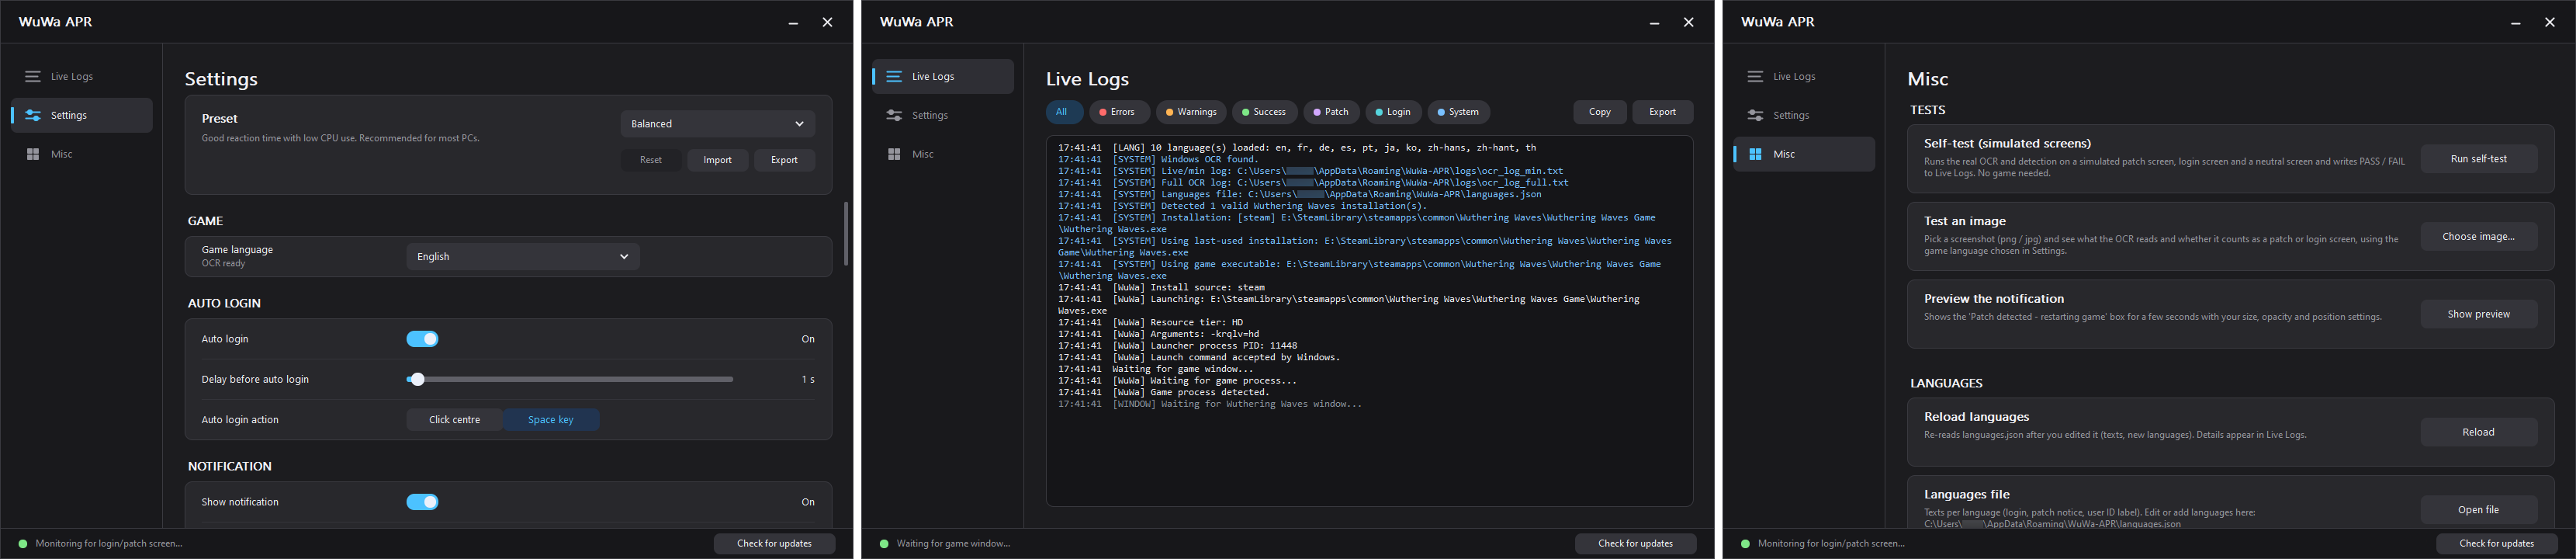 WuWa APR
Live Logs
Settings
Misc
Settings
Preset
Good reaction time with low CPU use. Recommended for most PCs.
Balanced
Reset
Import
Export
GAME
Game language
OCR ready
English
AUTO LOGIN
Auto login
On
Delay before auto login
1 s
Auto login action
Click centre
Space key
NOTIFICATION
Show notification
On
Monitoring for login/patch screen...
Check for updates
WuWa APR
Live Logs
Settings
Misc
Live Logs
All
Errors
Warnings
Success
Patch
Login
System
Copy
Export
17:41:41 [LANG] 10 language(s) loaded: en, fr, de, es, pt, ja, ko, zh-hans, zh-hant, th
17:41:41 [SYSTEM] Windows OCR found.
17:41:41 [SYSTEM] Live/min log: C:\Users\ \AppData\Roaming\WuWa-APR\logs\ocr_log_min.txt
17:41:41 [SYSTEM] Full OCR log: C:\Users\ \AppData\Roaming\WuWa-APR\logs\ocr_log_full.txt
17:41:41 [SYSTEM] Languages file: C:\Users\ \AppData\Roaming\WuWa-APR\languages.json
17:41:41 [SYSTEM] Detected 1 valid Wuthering Waves installation(s).
17:41:41 [SYSTEM] Installation: [steam] E:\SteamLibrary\steamapps\common\Wuthering Waves\Wuthering Waves Game
\Wuthering Waves.exe
17:41:41 [SYSTEM] Using last-used installation: E:\SteamLibrary\steamapps\common\Wuthering Waves\Wuthering Waves
Game\Wuthering Waves.exe
17:41:41 [SYSTEM] Using game executable: E:\SteamLibrary\steamapps\common\Wuthering Waves\Wuthering Waves Game
\Wuthering Waves.exe
17:41:41 [WuWa] Install source: steam
17:41:41 [WuWa] Launching: E:\SteamLibrary\steamapps\common\Wuthering Waves\Wuthering Waves Game\Wuthering
Waves.exe
17:41:41 [WuWa] Resource tier: HD
17:41:41 [WuWa] Arguments: -krqlv=hd
17:41:41 [WuWa] Launcher process PID: 11448
17:41:41 [WuWa] Launch command accepted by Windows.
17:41:41 Waiting for game window...
17:41:41 [WuWa] Waiting for game process...
17:41:41 [WuWa] Game process detected.
17:41:41 [WINDOW] Waiting for Wuthering Waves window...
Waiting for game window...
Check for updates
WuWa APR
Live Logs
Settings
Misc
Misc
TESTS
Self-test (simulated screens)
Runs the real OCR and detection on a simulated patch screen, login screen and a neutral screen and writes PASS / FAIL
to Live Logs. No game needed.
Run self-test
Test an image
Pick a screenshot (png / jpg) and see what the OCR reads and whether it counts as a patch or login screen, using the
game language chosen in Settings.
Choose image...
Preview the notification
Shows the 'Patch detected - restarting game' box for a few seconds with your size, opacity and position settings.
Show preview
LANGUAGES
Reload languages
Re-reads languages.json after you edited it (texts, new languages). Details appear in Live Logs.
Reload
Languages file
Texts per language (login, patch notice, user ID label). Edit or add languages here:
C:\Users\ \AppData\Roaming\WuWa-APR\languages.json
Open file
Monitoring for login/patch screen...
Check for updates